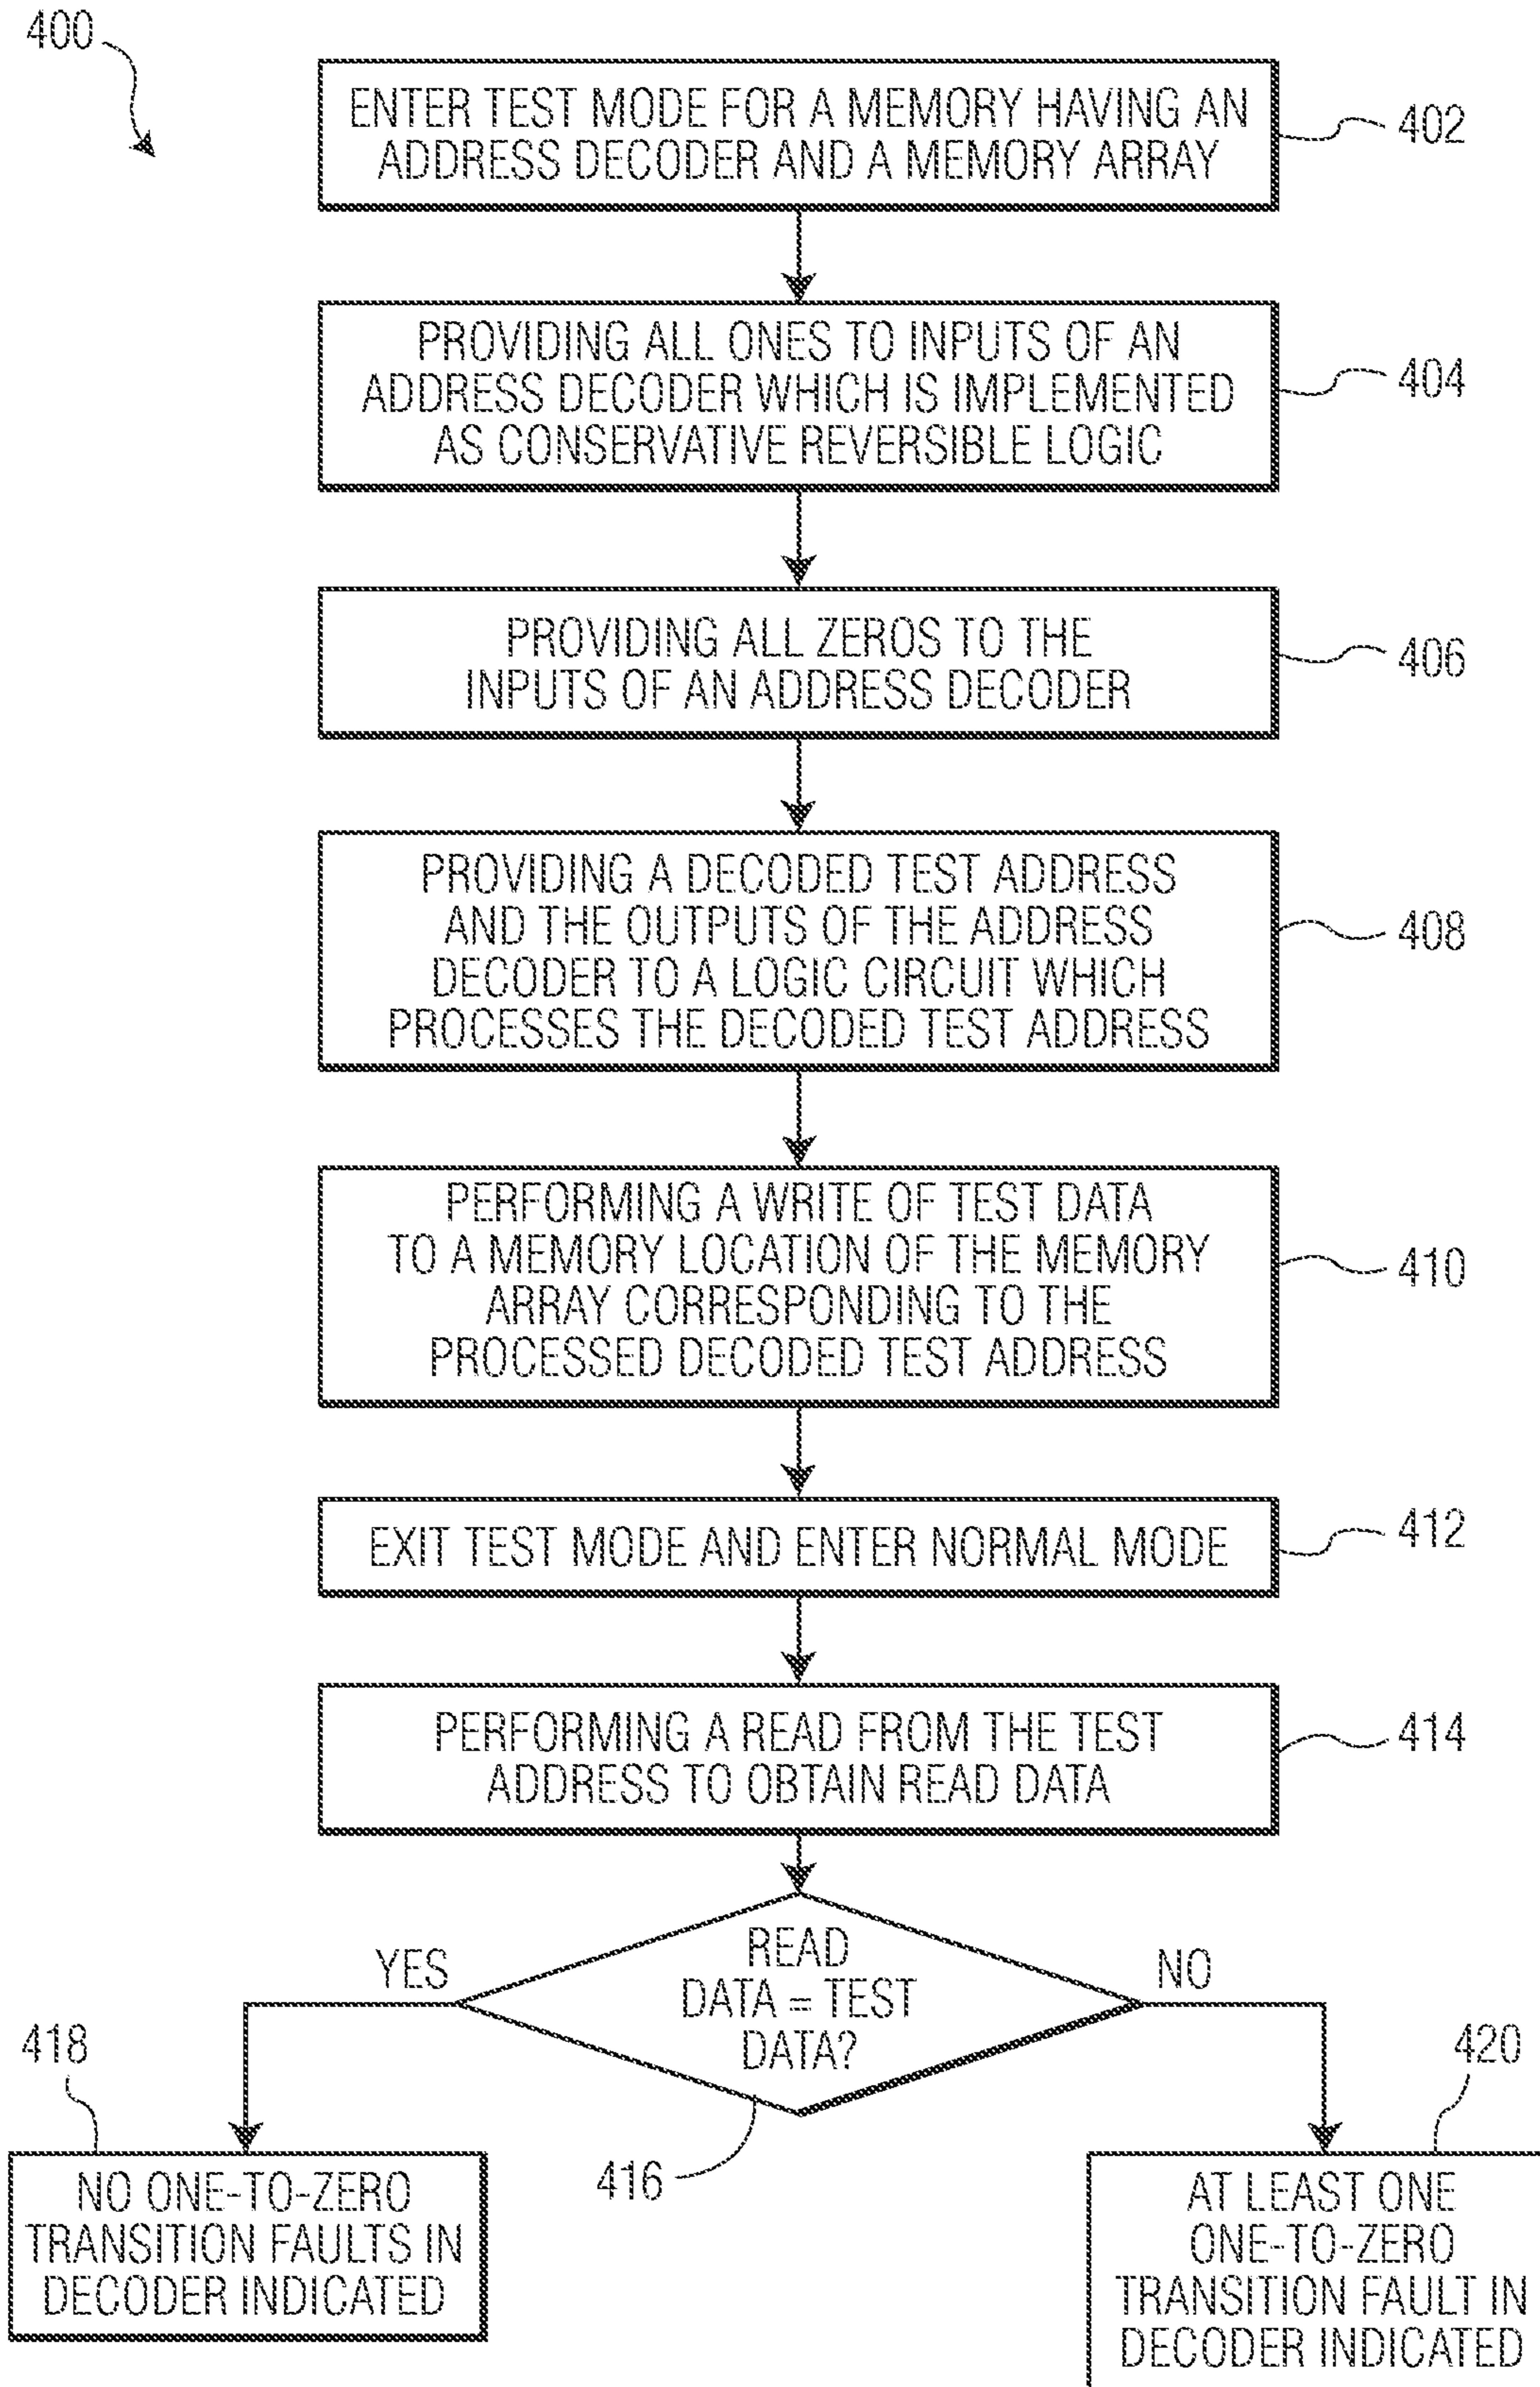 400
ENTER TEST MODE FOR A MEMORY HAVING AN
ADDRESS DECODER AND A MEMORY ARRAY
402
PROVIDING ALL ONES TO INPUTS OF AN
ADDRESS DECODER WHICH IS IMPLEMENTED
AS CONSERVATIVE REVERSIBLE LOGIC
404
PROVIDING ALL ZEROS TO THE
INPUTS OF AN ADDRESS DECODER
406
PROVIDING A DECODED TEST ADDRESS
AND THE OUTPUTS OF THE ADDRESS
DECODER TO A LOGIC CIRCUIT WHICH
PROCESSES THE DECODED TEST ADDRESS
408
PERFORMING A WRITE OF TEST DATA
TO A MEMORY LOCATION OF THE MEMORY
ARRAY CORRESPONDING TO THE
PROCESSED DECODED TEST ADDRESS
410
EXIT TEST MODE AND ENTER NORMAL MODE
412
PERFORMING A READ FROM THE TEST
ADDRESS TO OBTAIN READ DATA
414
READ
DATA = TEST
DATA?
YES
NO
416
418
NO ONE-TO-ZERO
TRANSITION FAULTS IN
DECODER INDICATED
420
AT LEAST ONE
ONE-TO-ZERO
TRANSITION FAULT IN
DECODER INDICATED